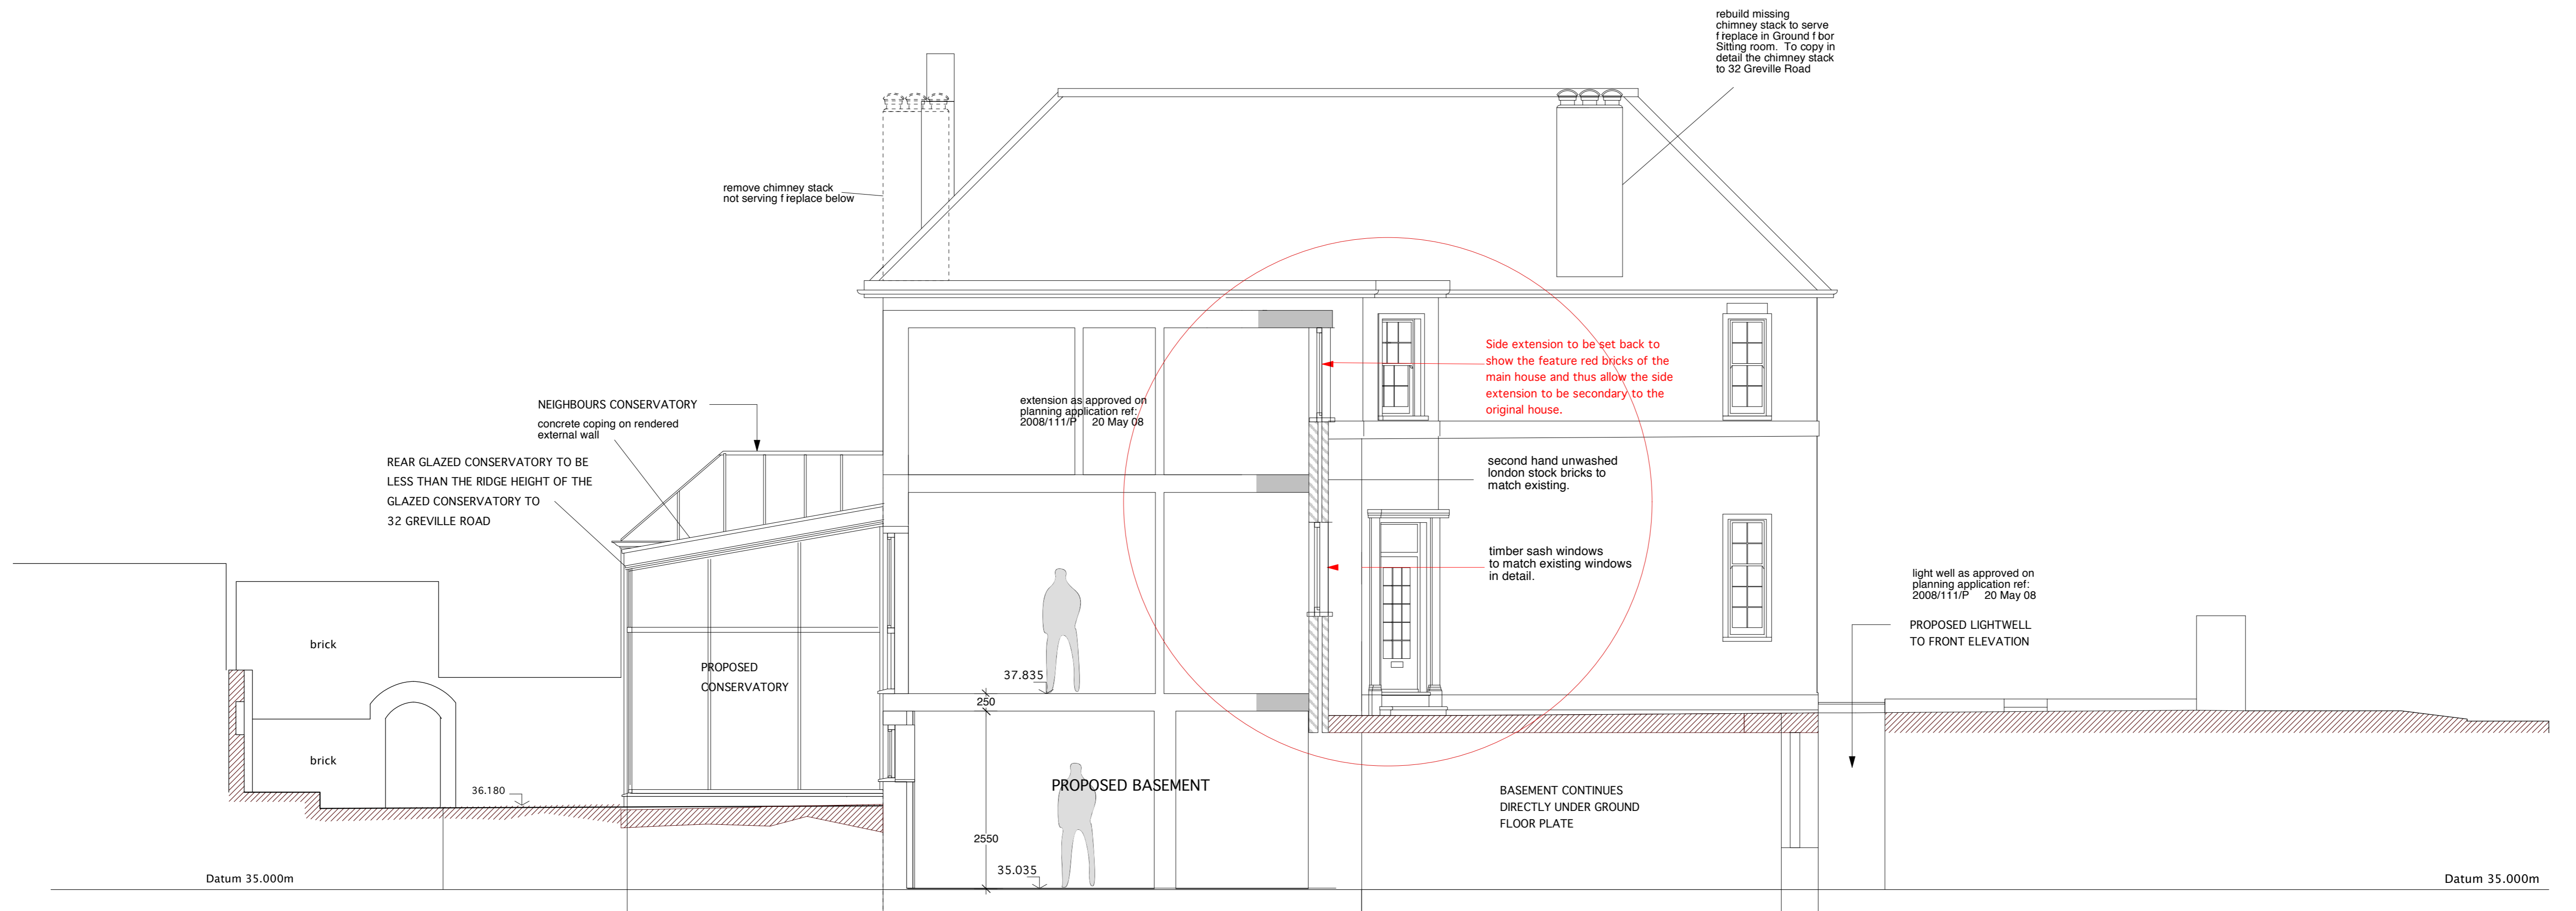 rebuild missing
chimney stack to serve
f replace in Ground f bor
Sitting room. To copy in
detail the chimney stack
to 32 Greville Road
remove chimney stack
not serving f replace below
Side extension to be set back to
show the feature red bricks of the
main house and thus allow the side
extension to be secondary to the
original house.
extension as approved on
planning application ref:
2008/111/P 20 May 08
NEIGHBOURS CONSERVATORY
concrete coping on rendered
external wall
REAR GLAZED CONSERVATORY TO BE
LESS THAN THE RIDGE HEIGHT OF THE
GLAZED CONSERVATORY TO
32 GREVILLE ROAD
second hand unwashed
london stock bricks to
match existing.
timber sash windows
to match existing windows
in detail.
light well as approved on
planning application ref:
2008/111/P 20 May 08
PROPOSED LIGHTWELL
TO FRONT ELEVATION
brick
PROPOSED
CONSERVATORY
37.835
250
brick
36.180
PROPOSED BASEMENT
BASEMENT CONTINUES
DIRECTLY UNDER GROUND
FLOOR PLATE
2550
35.035
Datum 35.000m
Datum 35.000m